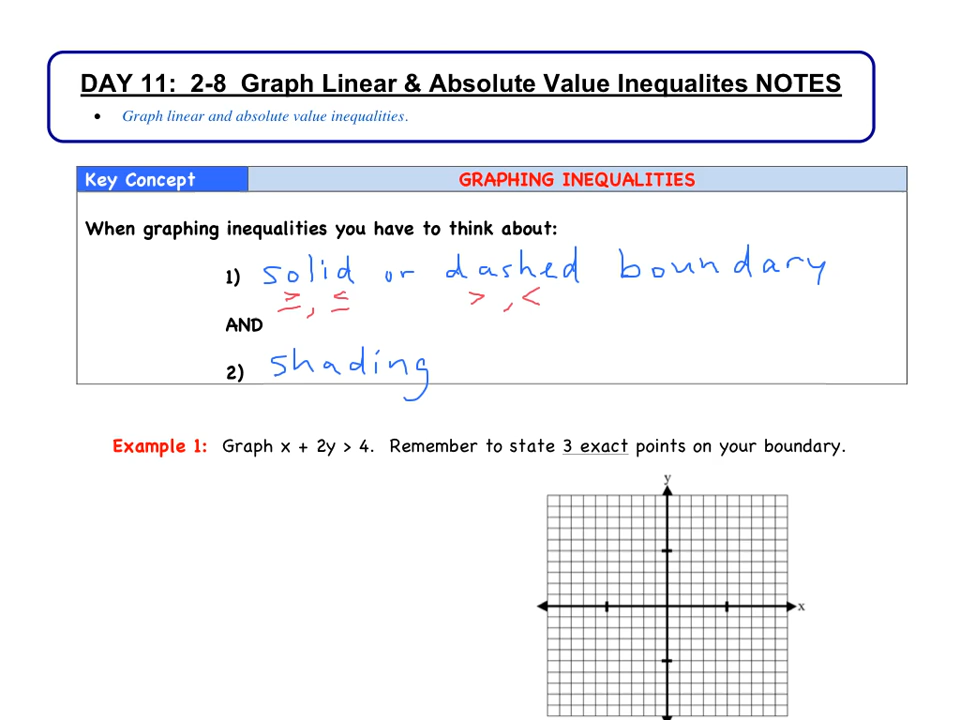 DAY 11: 2-8 Graph Linear & Absolute Value Inequalites NOTES
• Graph linear and absolute value inequalities.
Key Concept GRAPHING INEQUALITIES
When graphing inequalities you have to think about:
1) solid or dashed boundary
≥, ≤ >, <
AND
2) shading
Example 1: Graph x + 2y > 4. Remember to state 3 exact points on your boundary.
y
x